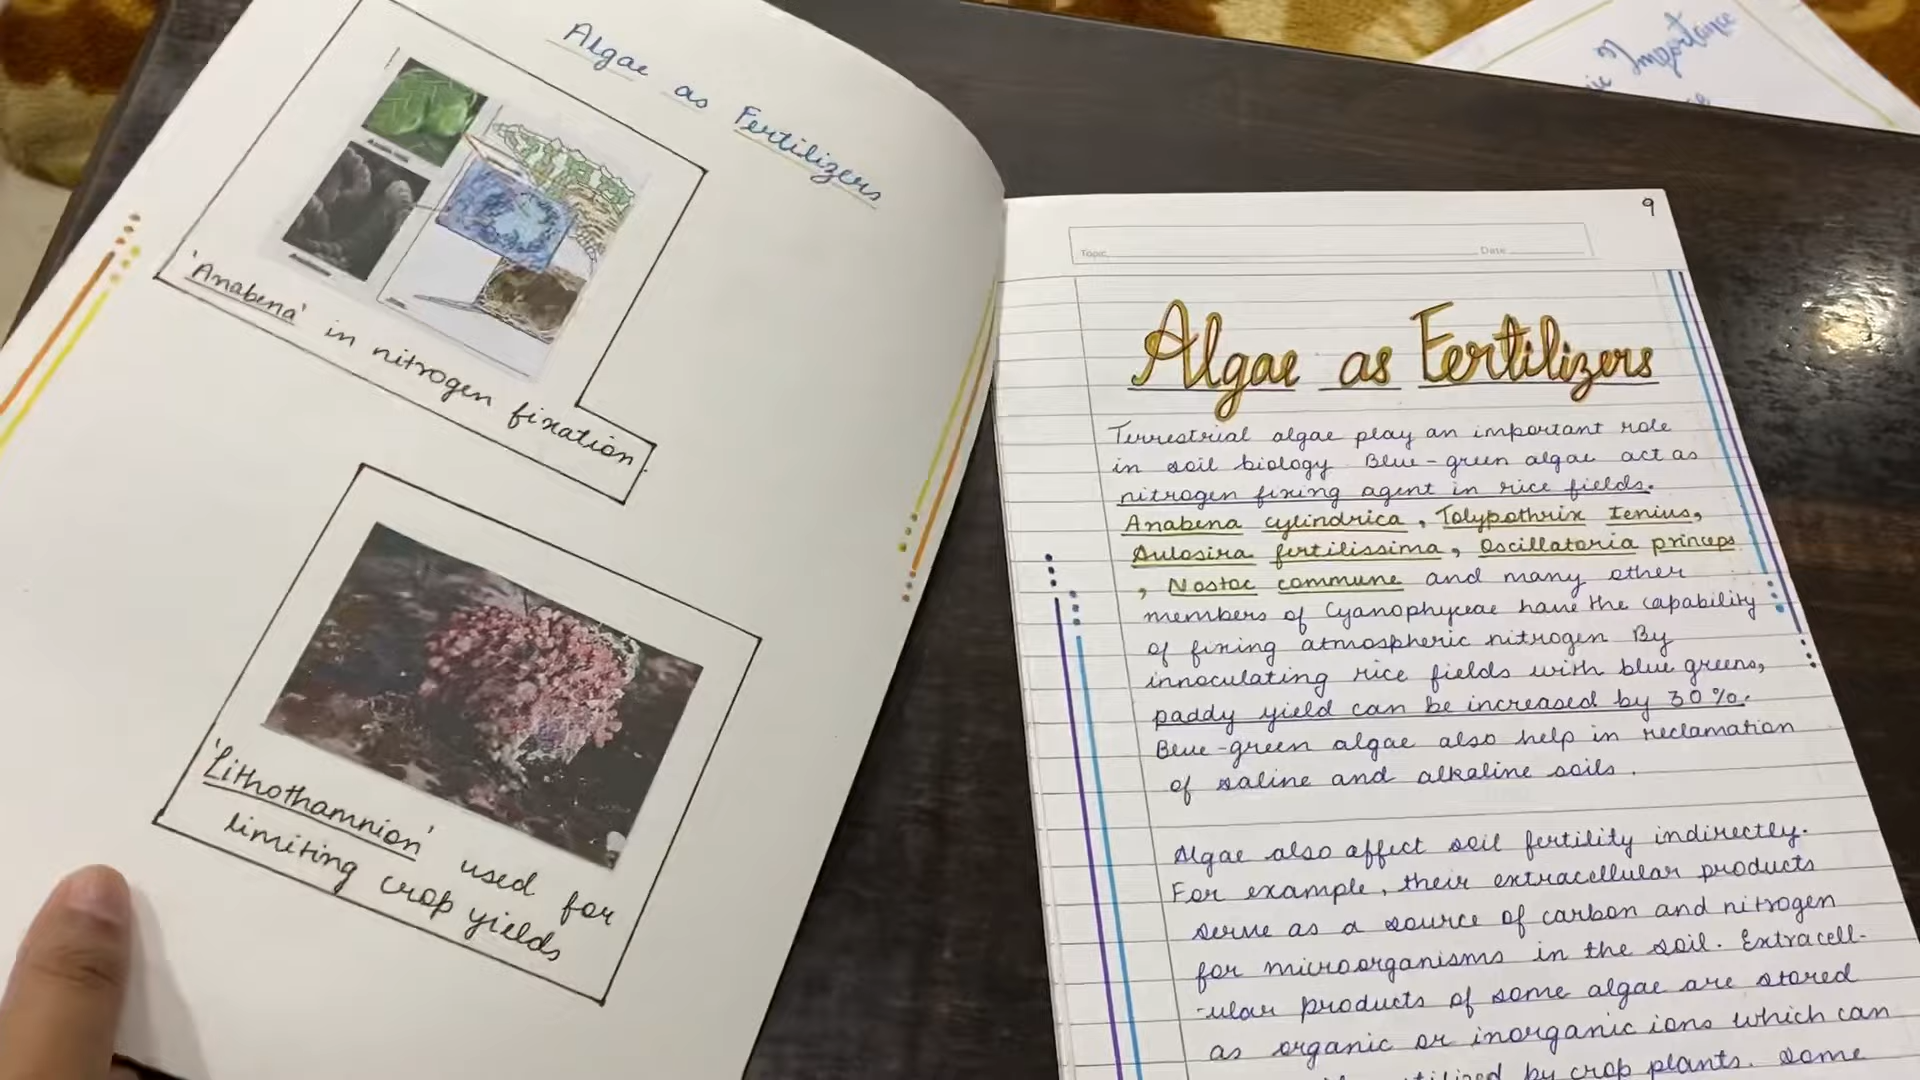 Algae as Fertilizers
'Anabena' in nitrogen fixation.
'Lithothamnion' used for
limiting crop yields
Importance
9
Topic
Date
Algae as Fertilizers
Terrestrial algae play an important role
in soil biology. Blue-green algae act as
nitrogen fixing agent in rice fields.
Anabena cylindrica, Tolypothrix tenius,
Aulosira fertilissima, Oscillatoria princeps
, Nostoc commune and many other
members of Cyanophyceae have the capability
of fixing atmospheric nitrogen. By
innoculating rice fields with blue greens,
paddy yield can be increased by 30%.
Blue-green algae also help in reclamation
of saline and alkaline soils.
Algae also affect soil fertility indirectly.
For example, their extracellular products
serve as a source of carbon and nitrogen
for microorganisms in the soil. Extracell-
-ular products of some algae are stored
as organic or inorganic ions which can
by crop plants. Some